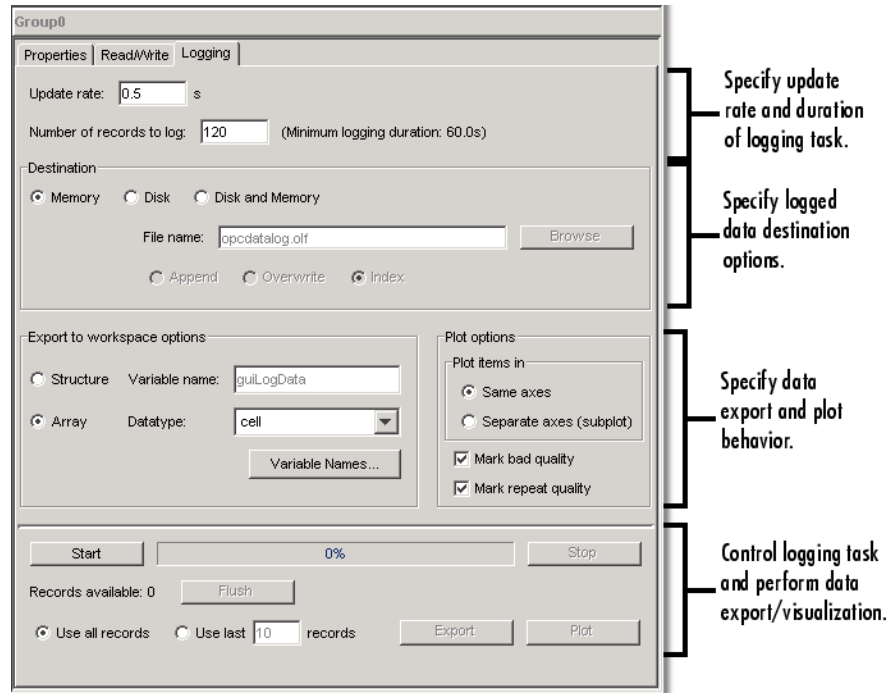 Group0
Properties Read/Write Logging
Update rate: 0.5 s
Number of records to log: 120 (Minimum logging duration: 60.0s)
Specify update
rate and duration
of logging task.
Destination
Memory Disk Disk and Memory
File name: opcdatalog.olf Browse
Append Overwrite Index
Specify logged
data destination
options.
Export to workspace options
Structure Variable name: guiLogData
Array Datatype: cell
Variable Names...
Plot options
Plot items in
Same axes
Separate axes (subplot)
Mark bad quality
Mark repeat quality
Specify data
export and plot
behavior.
Start 0% Stop
Records available: 0 Flush
Use all records Use last 10 records Export Plot
Control logging task
and perform data
export/visualization.